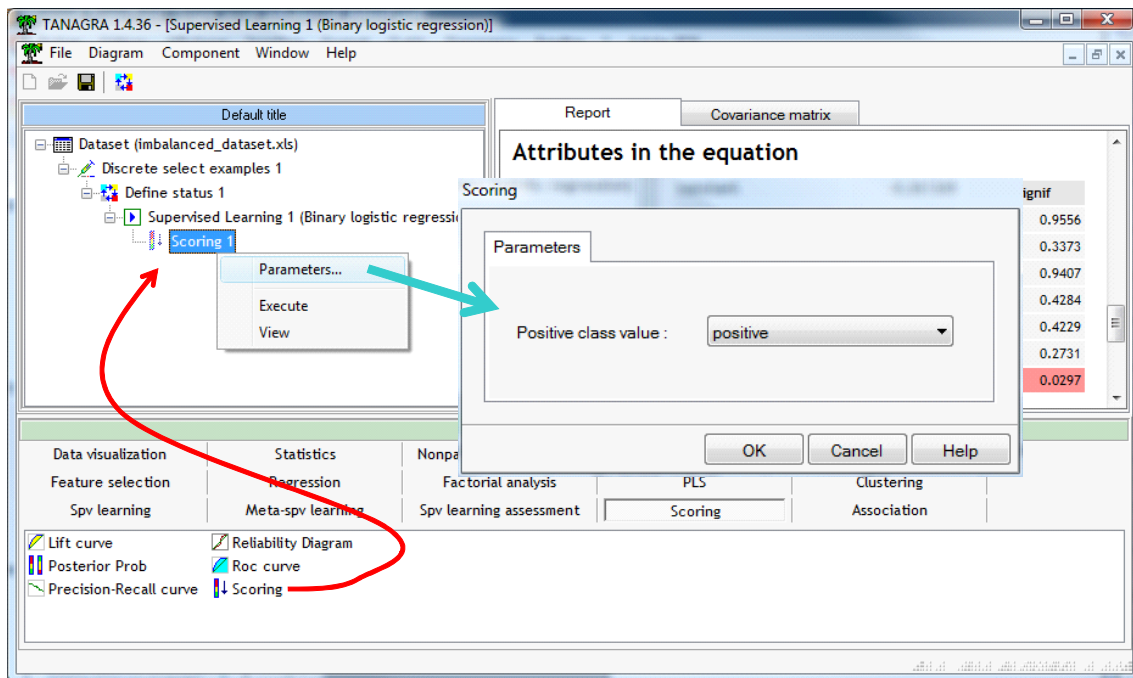 TANAGRA 1.4.36 - [Supervised Learning 1 (Binary logistic regression)]
File Diagram Component Window Help
Default title
Dataset (imbalanced_dataset.xls)
Discrete select examples 1
Define status 1
Supervised Learning 1 (Binary logistic regressi
Scoring 1
Parameters...
Execute
View
Report Covariance matrix
Attributes in the equation
ignif
0.9556
0.3373
0.9407
0.4284
0.4229
0.2731
0.0297
Scoring
Parameters
Positive class value : positive
OK Cancel Help
Data visualization Statistics Nonpa
Feature selection Regression Factorial analysis PLS Clustering
Spv learning Meta-spv learning Spv learning assessment Scoring Association
Lift curve Reliability Diagram
Posterior Prob Roc curve
Precision-Recall curve Scoring